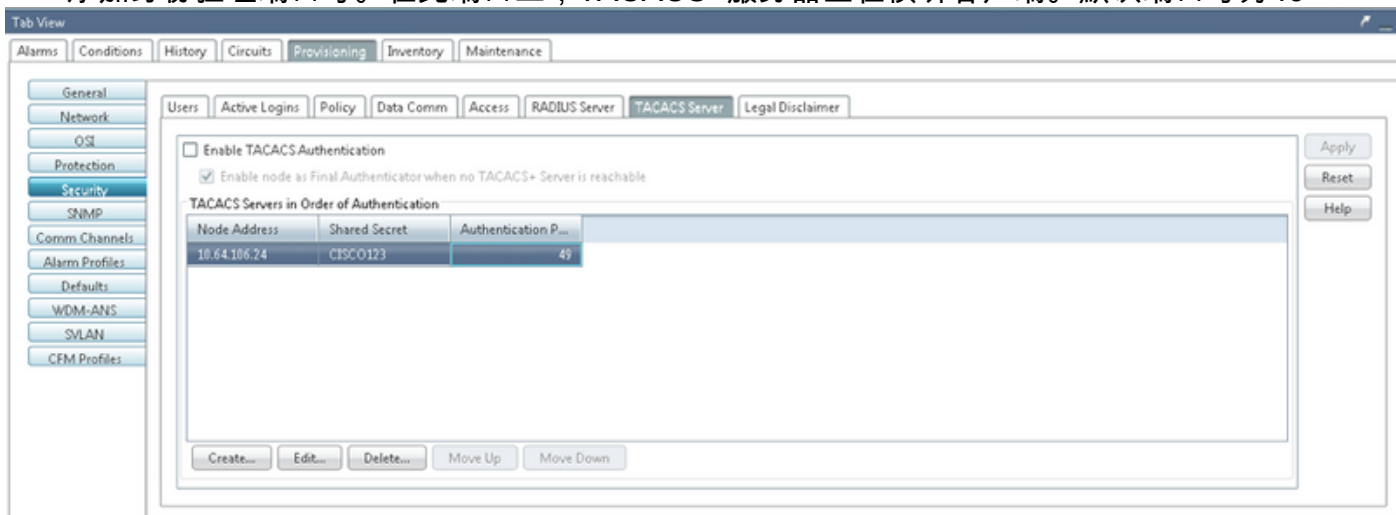 Tab View
Alarms Conditions History Circuits Provisioning Inventory Maintenance
General
Network
OSI
Protection
Security
SNMP
Comm Channels
Alarm Profiles
Defaults
WDM-ANS
SVLAN
CFM Profiles
Users Active Logins Policy Data Comm Access RADIUS Server TACACS Server Legal Disclaimer
Enable TACACS Authentication
Enable node as Final Authenticator when no TACACS+ Server is reachable
TACACS Servers in Order of Authentication
Node Address Shared Secret Authentication P...
10.64.106.24 CISCO123 49
Create... Edit... Delete... Move Up Move Down
Apply
Reset
Help